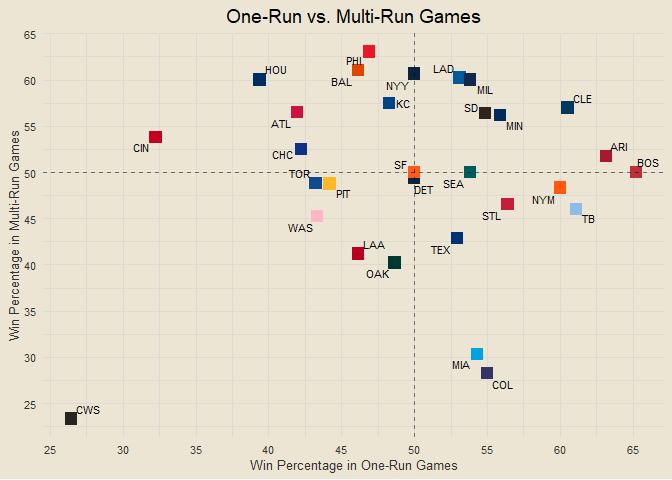 One-Run vs. Multi-Run Games
Win Percentage in Multi-Run Games
65
60
55
50
45
40
35
30
25
PHI
HOU
LAD
BAL
NYY
MIL
KC
CLE
SD
ATL
MIN
CIN
CHC
ARI
BOS
SF
TOR
SEA
DET
PIT
NYM
STL
TB
WAS
LAA
TEX
OAK
MIA
COL
CWS
25
30
35
40
45
50
55
60
65
Win Percentage in One-Run Games